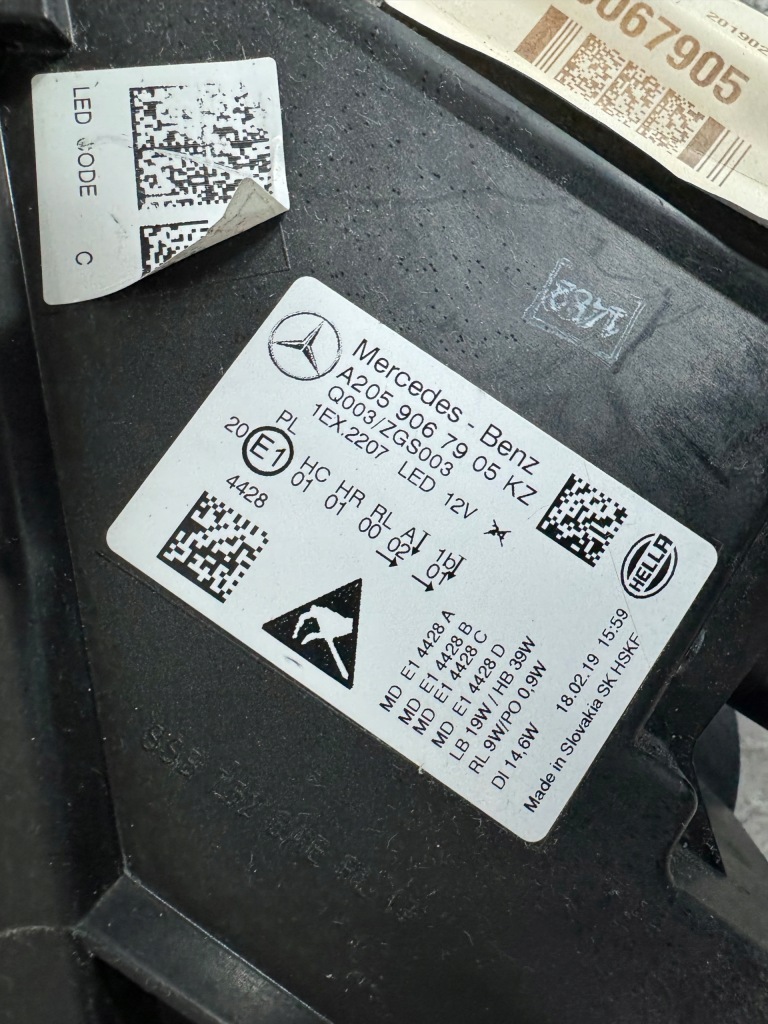 067905
LED CODE C
Mercedes - Benz
A205 906 79 05 KZ
Q003/ZGS003
1EX.2207 LED 12V
PL
20 E1 HC HR RL A 1bl
01 01 00 02 01
4428
HELLA
MD E1 4428 A
MD E1 4428 B
MD E1 4428 C
MD E1 4428 D
LB 19W / HB 39W
RL 9W/PO 0,9W
DI 14,6W 18.02.19 15:59
Made in Slovakia SK HSKF